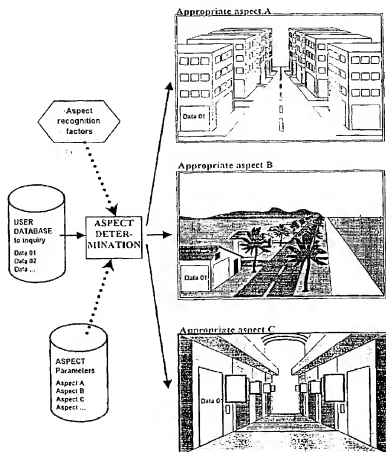 Appropriate aspect A
Data 01
Aspect
recognition
factors
Appropriate aspect B
USER
DATABASE
to inquiry
Data 01
Data 02
Data ...
ASPECT
DETER-
MINATION
Data 01
Appropriate aspect C
ASPECT
Parameters
Aspect A
Aspect B
Aspect C
Aspect ...
Data 01